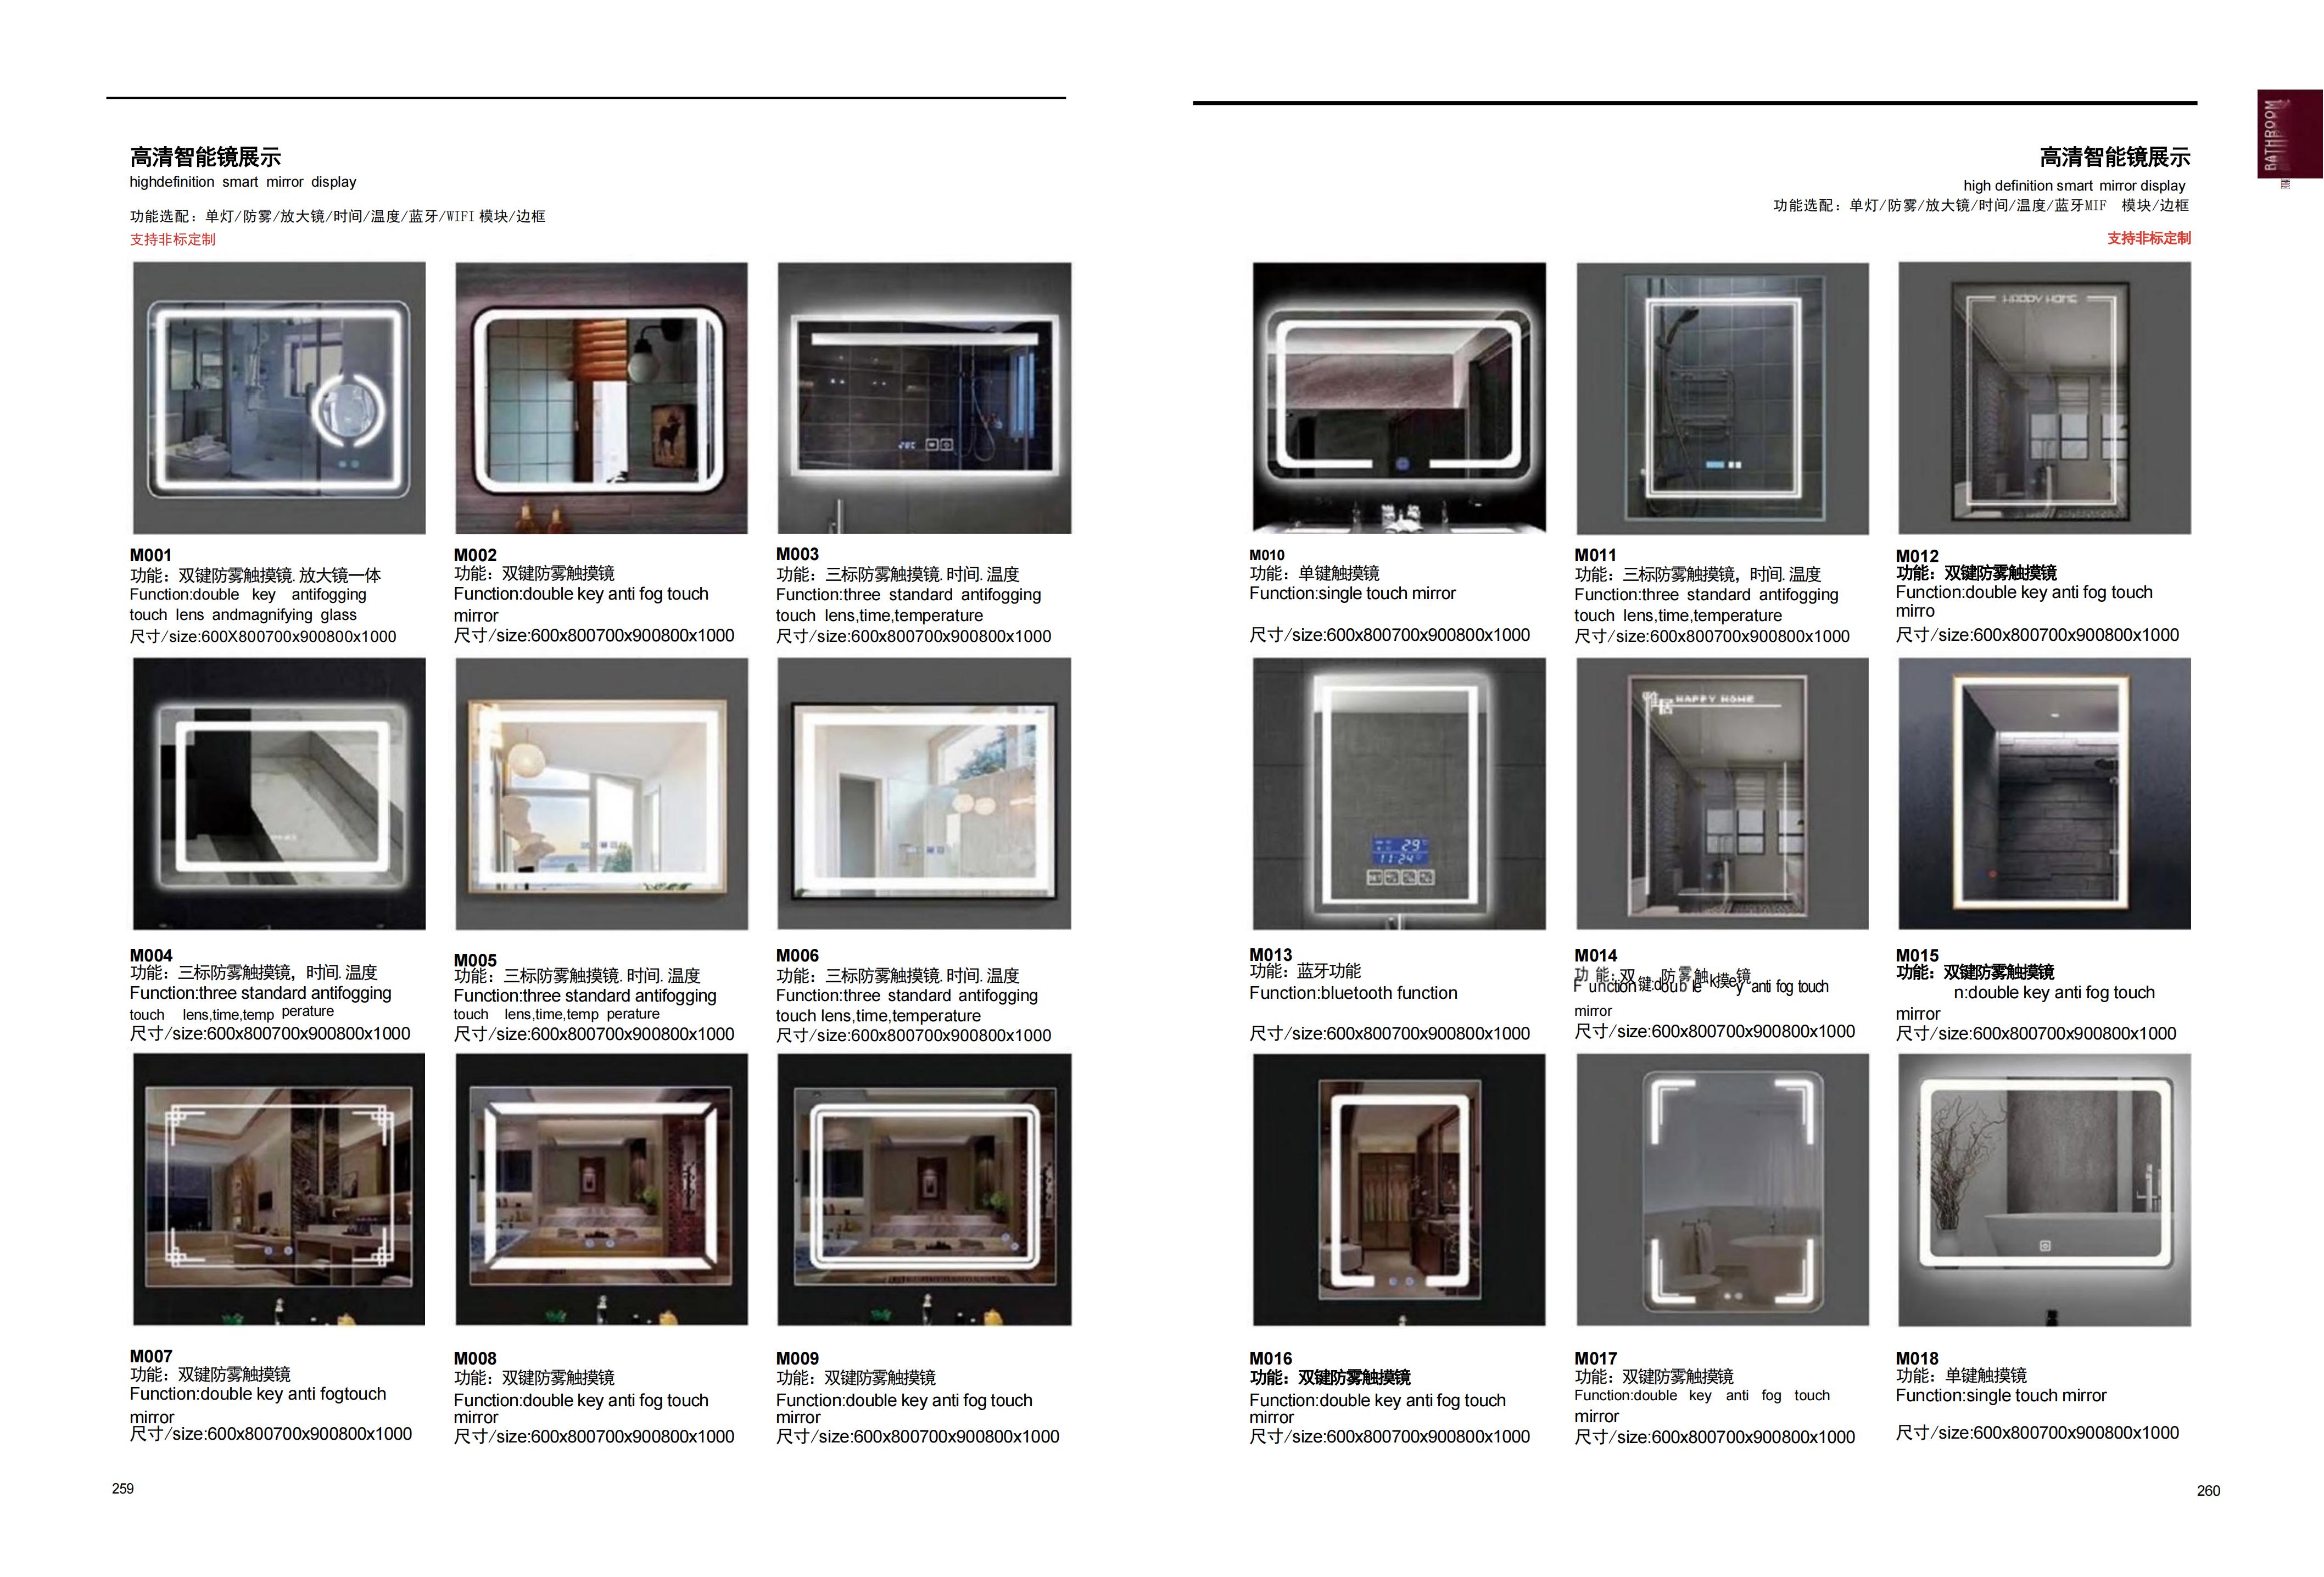 高清智能镜展示
highdefinition smart mirror display
功能选配：单灯/防雾/放大镜/时间/温度/蓝牙/WIFI 模块/边框
支持非标定制
M001
功能：双键防雾触摸镜.放大镜一体
Function:double key antifogging
touch lens andmagnifying glass
尺寸/size:600X800700x900800x1000
M002
功能：双键防雾触摸镜
Function:double key anti fog touch
mirror
尺寸/size:600x800700x900800x1000
M003
功能：三标防雾触摸镜.时间.温度
Function:three standard antifogging
touch lens,time,temperature
尺寸/size:600x800700x900800x1000
M004
功能：三标防雾触摸镜，时间.温度
Function:three standard antifogging
touch lens,time,temp perature
尺寸/size:600x800700x900800x1000
M005
功能：三标防雾触摸镜.时间.温度
Function:three standard antifogging
touch lens,time,temp perature
尺寸/size:600x800700x900800x1000
M006
功能：三标防雾触摸镜.时间.温度
Function:three standard antifogging
touch lens,time,temperature
尺寸/size:600x800700x900800x1000
M007
功能：双键防雾触摸镜
Function:double key anti fogtouch
mirror
尺寸/size:600x800700x900800x1000
M008
功能：双键防雾触摸镜
Function:double key anti fog touch
mirror
尺寸/size:600x800700x900800x1000
M009
功能：双键防雾触摸镜
Function:double key anti fog touch
mirror
尺寸/size:600x800700x900800x1000
259
BATHROOM
高清智能镜展示
high definition smart mirror display
功能选配：单灯/防雾/放大镜/时间/温度/蓝牙MIF 模块/边框
支持非标定制
HAPPY HOME
M010
功能：单键触摸镜
Function:single touch mirror
尺寸/size:600x800700x900800x1000
M011
功能：三标防雾触摸镜，时间.温度
Function:three standard antifogging
touch lens,time,temperature
尺寸/size:600x800700x900800x1000
M012
功能：双键防雾触摸镜
Function:double key anti fog touch
mirro
尺寸/size:600x800700x900800x1000
29
11:24
雅居 HAPPY HOME
M013
功能：蓝牙功能
Function:bluetooth function
尺寸/size:600x800700x900800x1000
M014
功能:双键防雾触摸镜
Function:double key anti fog touch
mirror
尺寸/size:600x800700x900800x1000
M015
功能：双键防雾触摸镜
n:double key anti fog touch
mirror
尺寸/size:600x800700x900800x1000
M016
功能：双键防雾触摸镜
Function:double key anti fog touch
mirror
尺寸/size:600x800700x900800x1000
M017
功能：双键防雾触摸镜
Function:double key anti fog touch
mirror
尺寸/size:600x800700x900800x1000
M018
功能：单键触摸镜
Function:single touch mirror
尺寸/size:600x800700x900800x1000
260